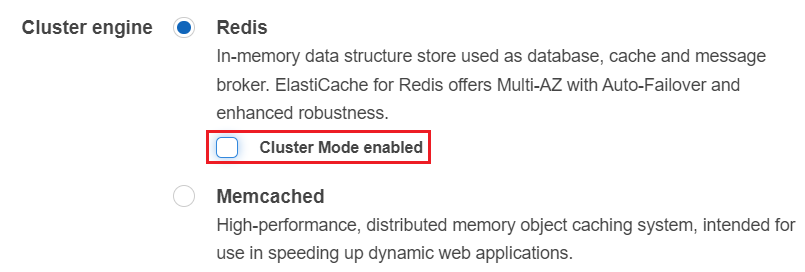 Cluster engine Redis
In-memory data structure store used as database, cache and message
broker. ElastiCache for Redis offers Multi-AZ with Auto-Failover and
enhanced robustness.
Cluster Mode enabled
Memcached
High-performance, distributed memory object caching system, intended for
use in speeding up dynamic web applications.